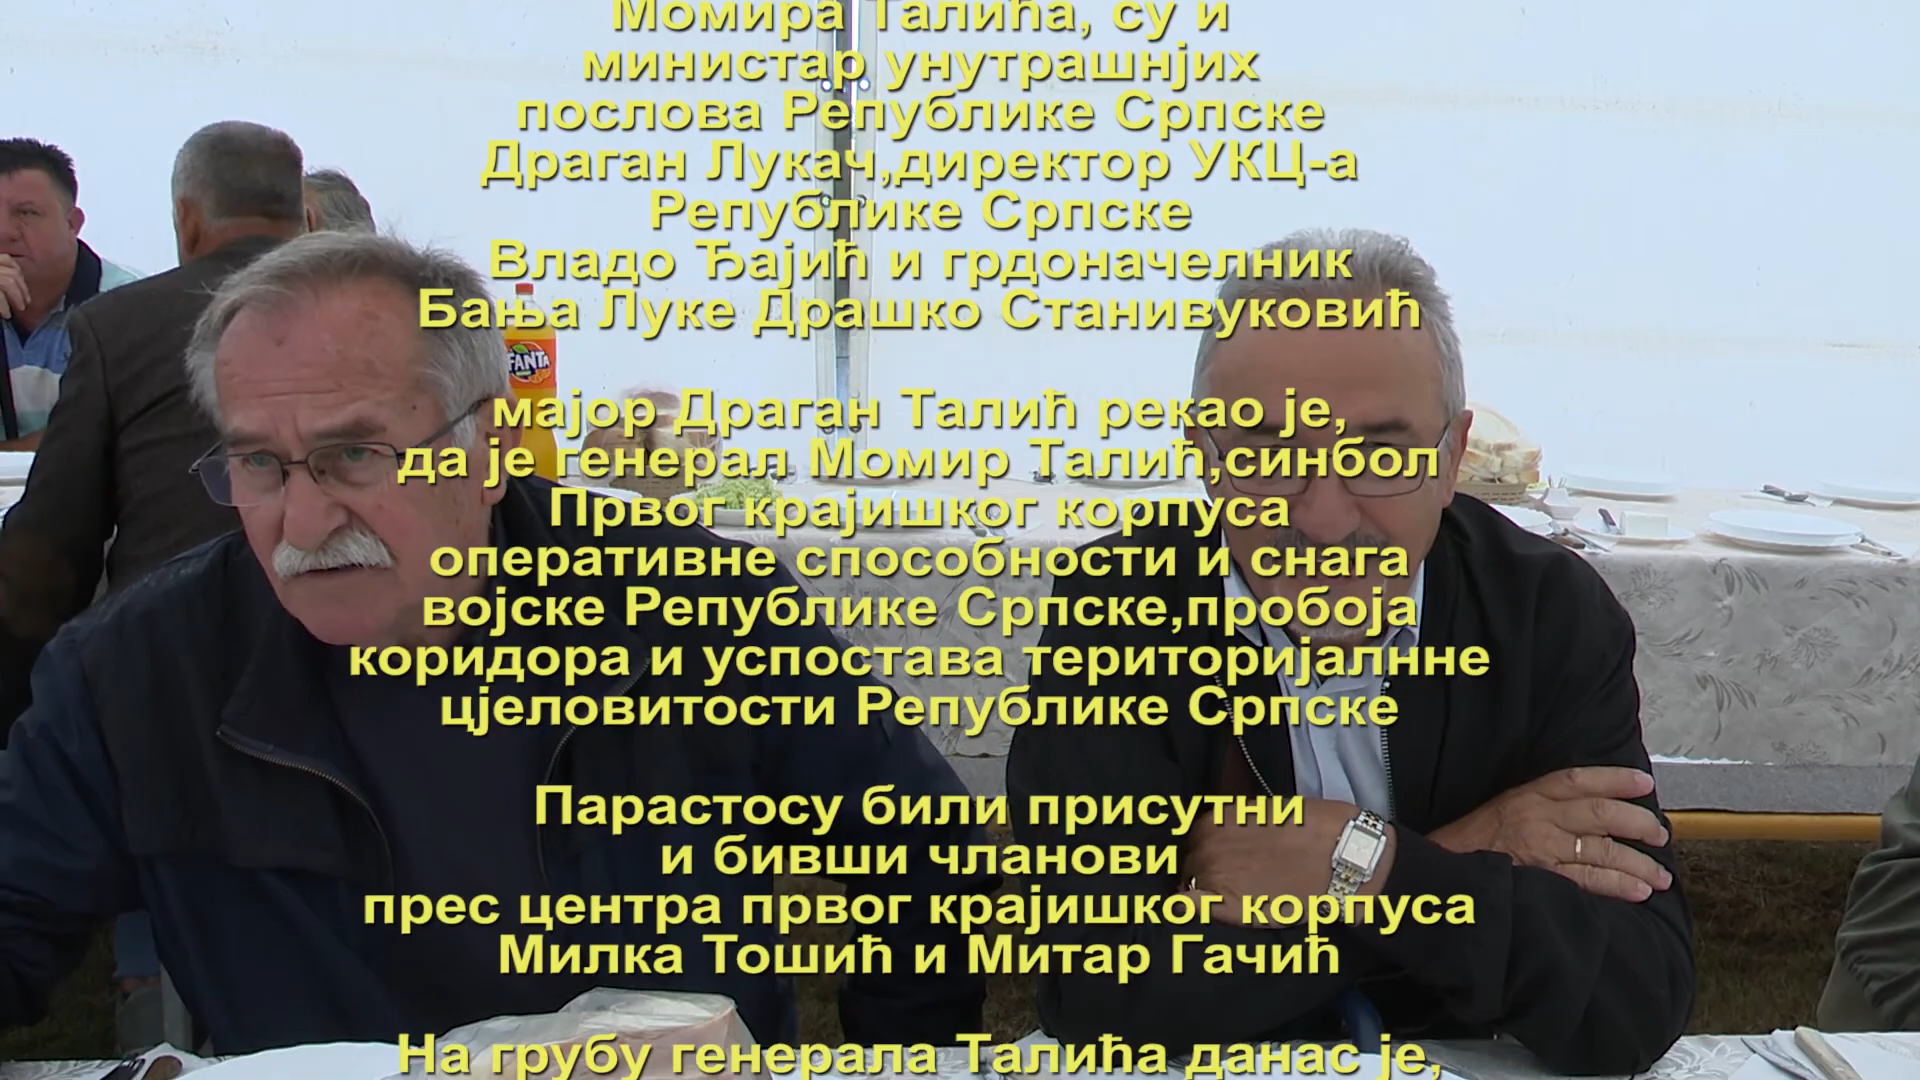 Момира Талића, су и
министар унутрашнјих
послова Републике Српске
Драган Лукач,директор УКЦ-а
Републике Српске
Владо Ђајић и грдоначелник
Бања Луке Драшко Станивуковић
FANTA
мајор Драган Талић рекао је,
да је генерал Момир Талић,синбол
Првог крајишког корпуса
оперативне способности и снага
војске Републике Српске,пробоја
коридора и успостава територијалнне
цјеловитости Републике Српске
Парастосу били присутни
и бивши чланови
прес центра првог крајишког корпуса
Милка Тошић и Митар Гачић
На грубу генерала Талића данас је,